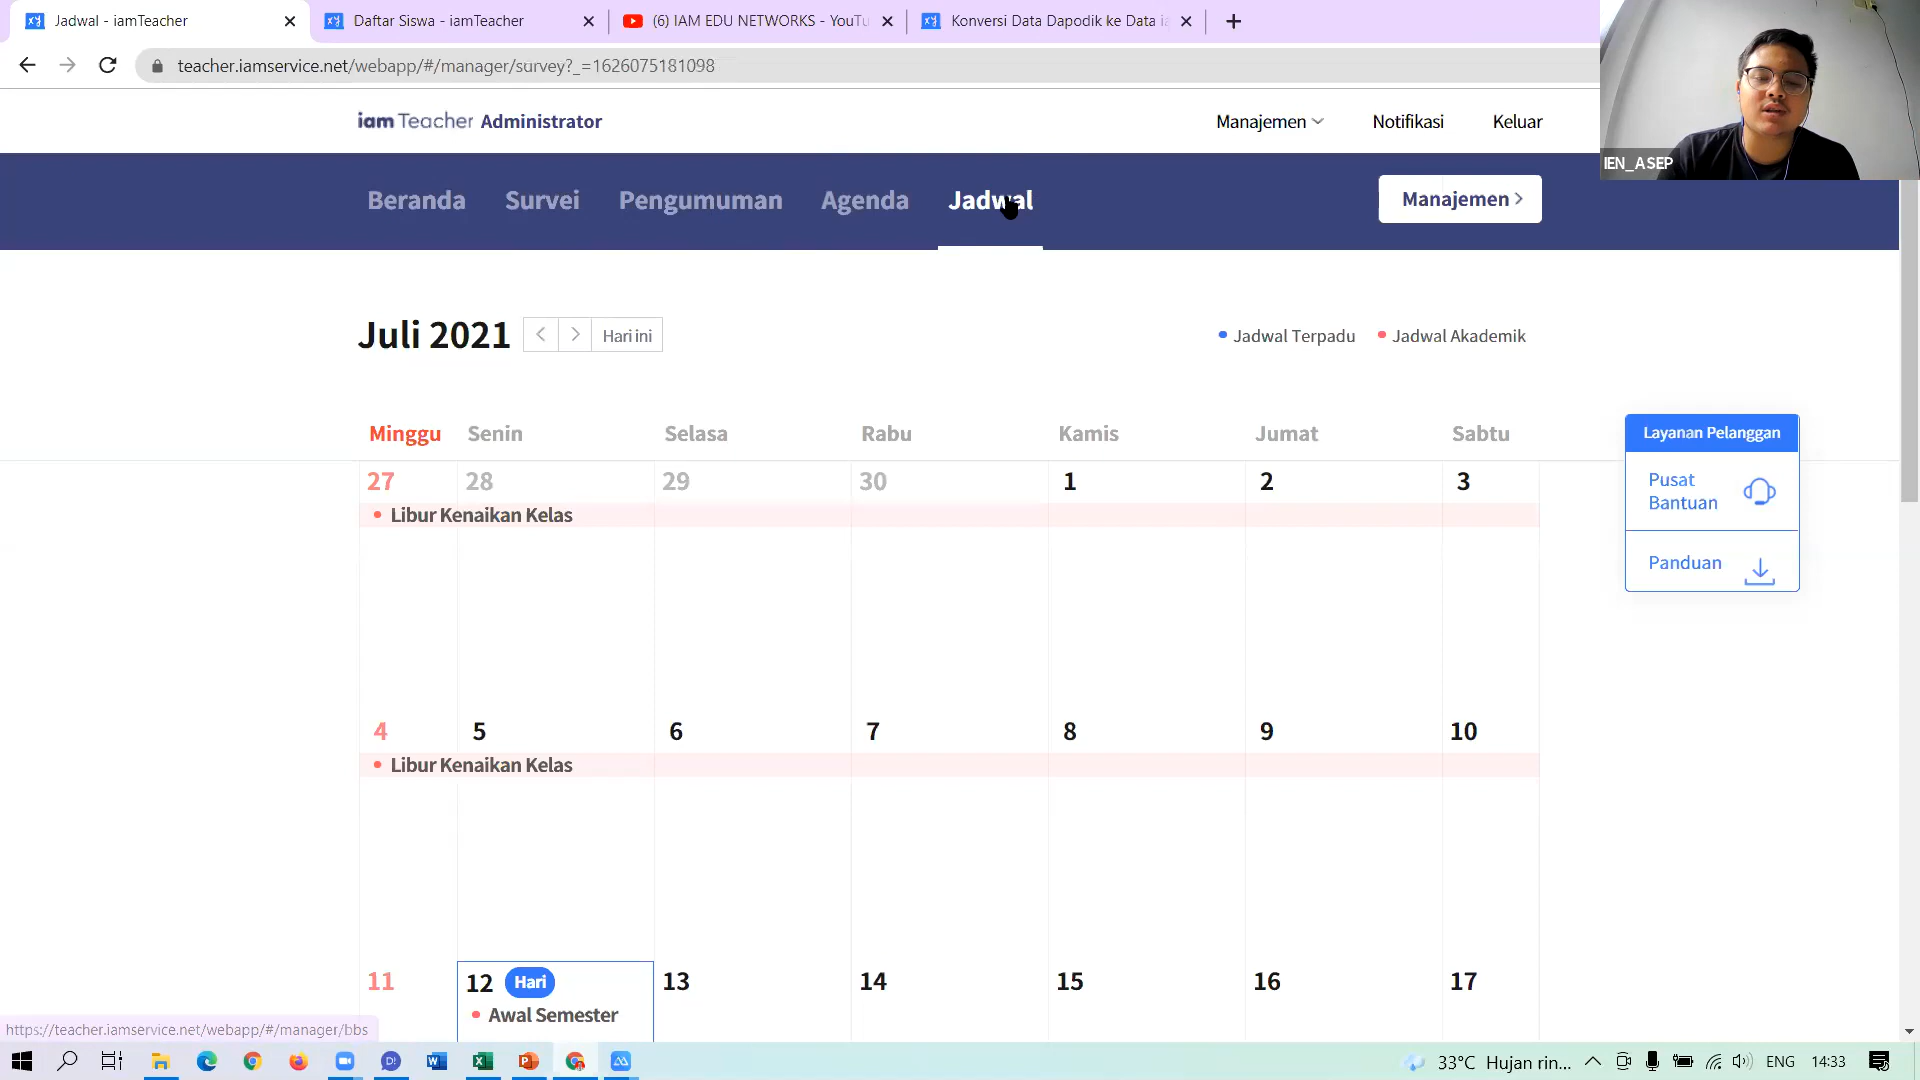 Jadwal - iamTeacher
Daftar Siswa - iamTeacher
(6) IAM EDU NETWORKS - YouTu
Konversi Data Dapodik ke Data ia
teacher.iamservice.net/webapp/#/manager/survey?_=1626075181098
iam Teacher Administrator
Manajemen
Notifikasi
Keluar
IEN_ASEP
Beranda
Survei
Pengumuman
Agenda
Jadwal
Manajemen
Juli 2021
Hari ini
Jadwal Terpadu
Jadwal Akademik
Minggu Senin Selasa Rabu Kamis Jumat Sabtu
27 28 29 30 1 2 3
Libur Kenaikan Kelas
4 5 6 7 8 9 10
Libur Kenaikan Kelas
11 12 Hari 13 14 15 16 17
Awal Semester
Layanan Pelanggan
Pusat
Bantuan
Panduan
https://teacher.iamservice.net/webapp/#/manager/bbs
33°C Hujan rin... ENG 14:33